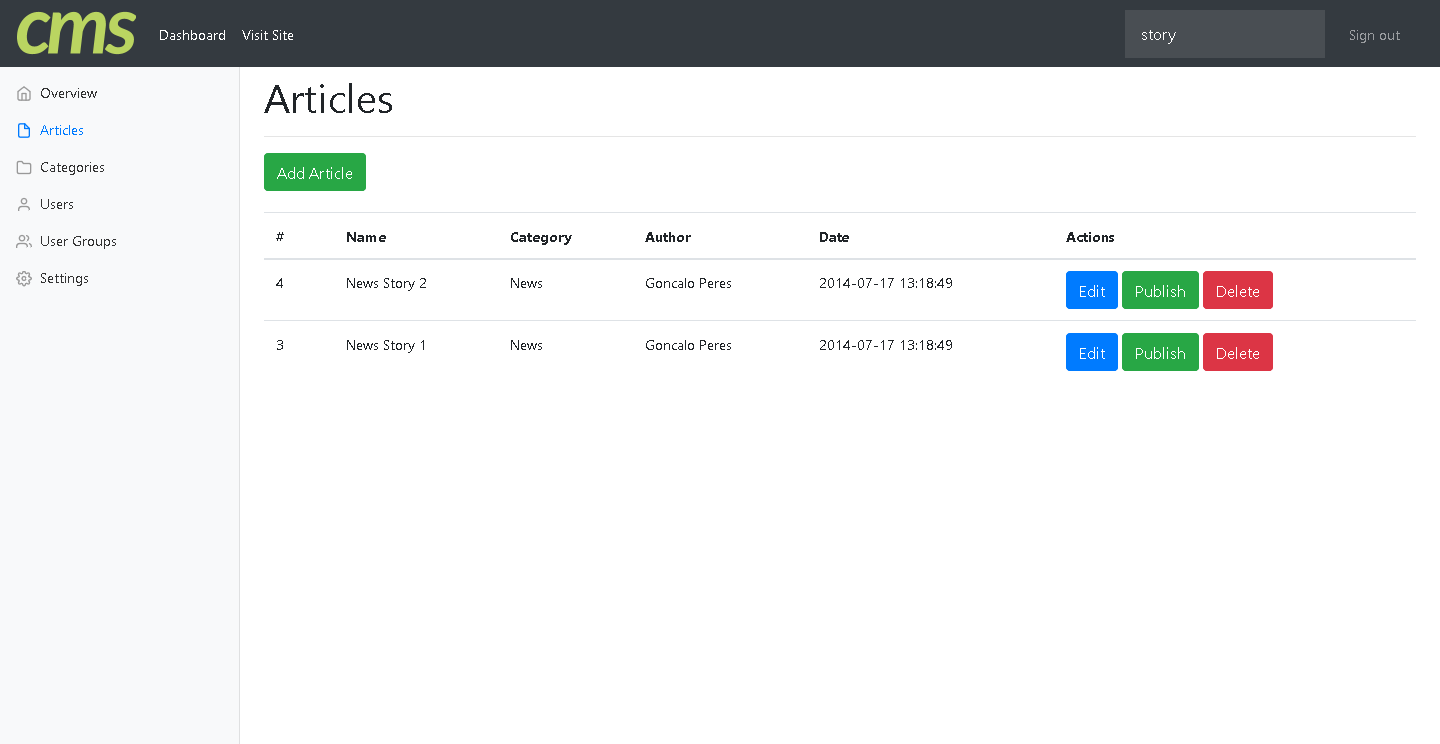 cms Dashboard Visit Site story Sign out
Overview
Articles
Categories
Users
User Groups
Settings
Articles
Add Article
# Name Category Author Date Actions
4 News Story 2 News Goncalo Peres 2014-07-17 13:18:49 Edit Publish Delete
3 News Story 1 News Goncalo Peres 2014-07-17 13:18:49 Edit Publish Delete